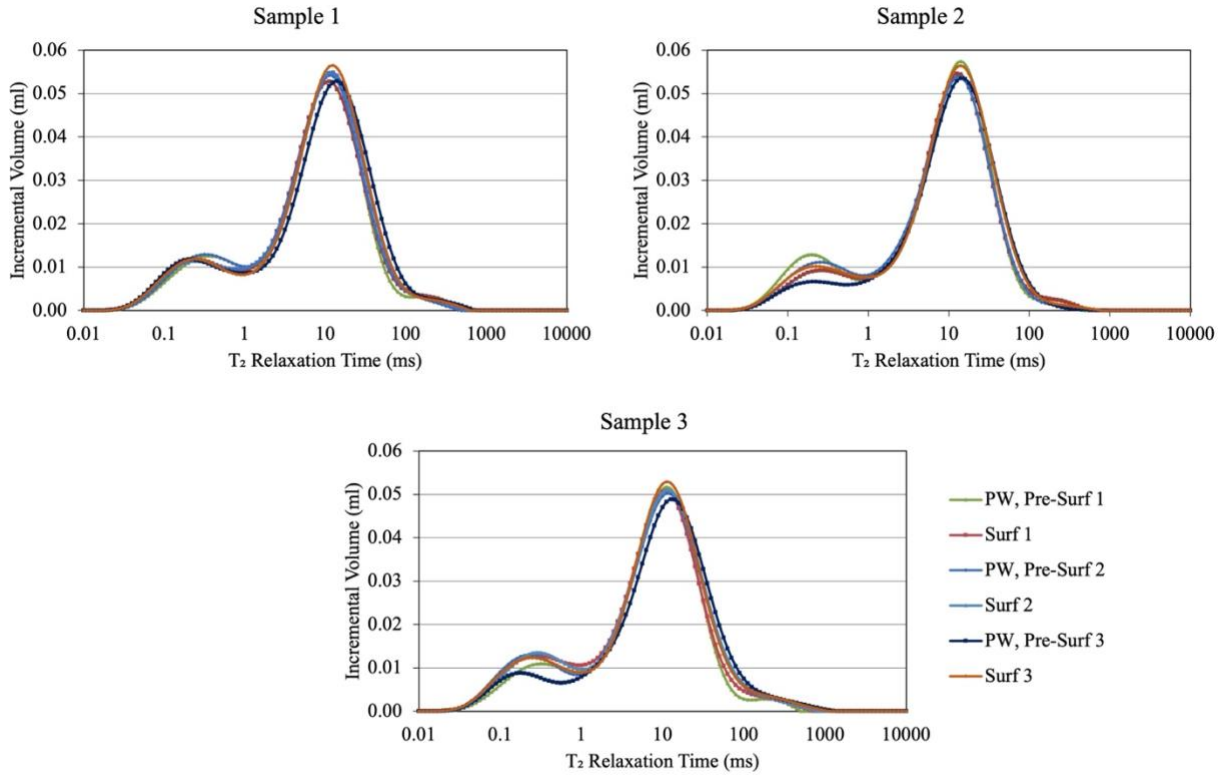 Sample 1
Incremental Volume (ml)
0.06
0.05
0.04
0.03
0.02
0.01
0.00
0.01 0.1 1 10 100 1000 10000
T₂ Relaxation Time (ms)
Sample 2
Incremental Volume (ml)
0.06
0.05
0.04
0.03
0.02
0.01
0.00
0.01 0.1 1 10 100 1000 10000
T₂ Relaxation Time (ms)
Sample 3
Incremental Volume (ml)
0.06
0.05
0.04
0.03
0.02
0.01
0.00
0.01 0.1 1 10 100 1000 10000
T₂ Relaxation Time (ms)
PW, Pre-Surf 1
Surf 1
PW, Pre-Surf 2
Surf 2
PW, Pre-Surf 3
Surf 3